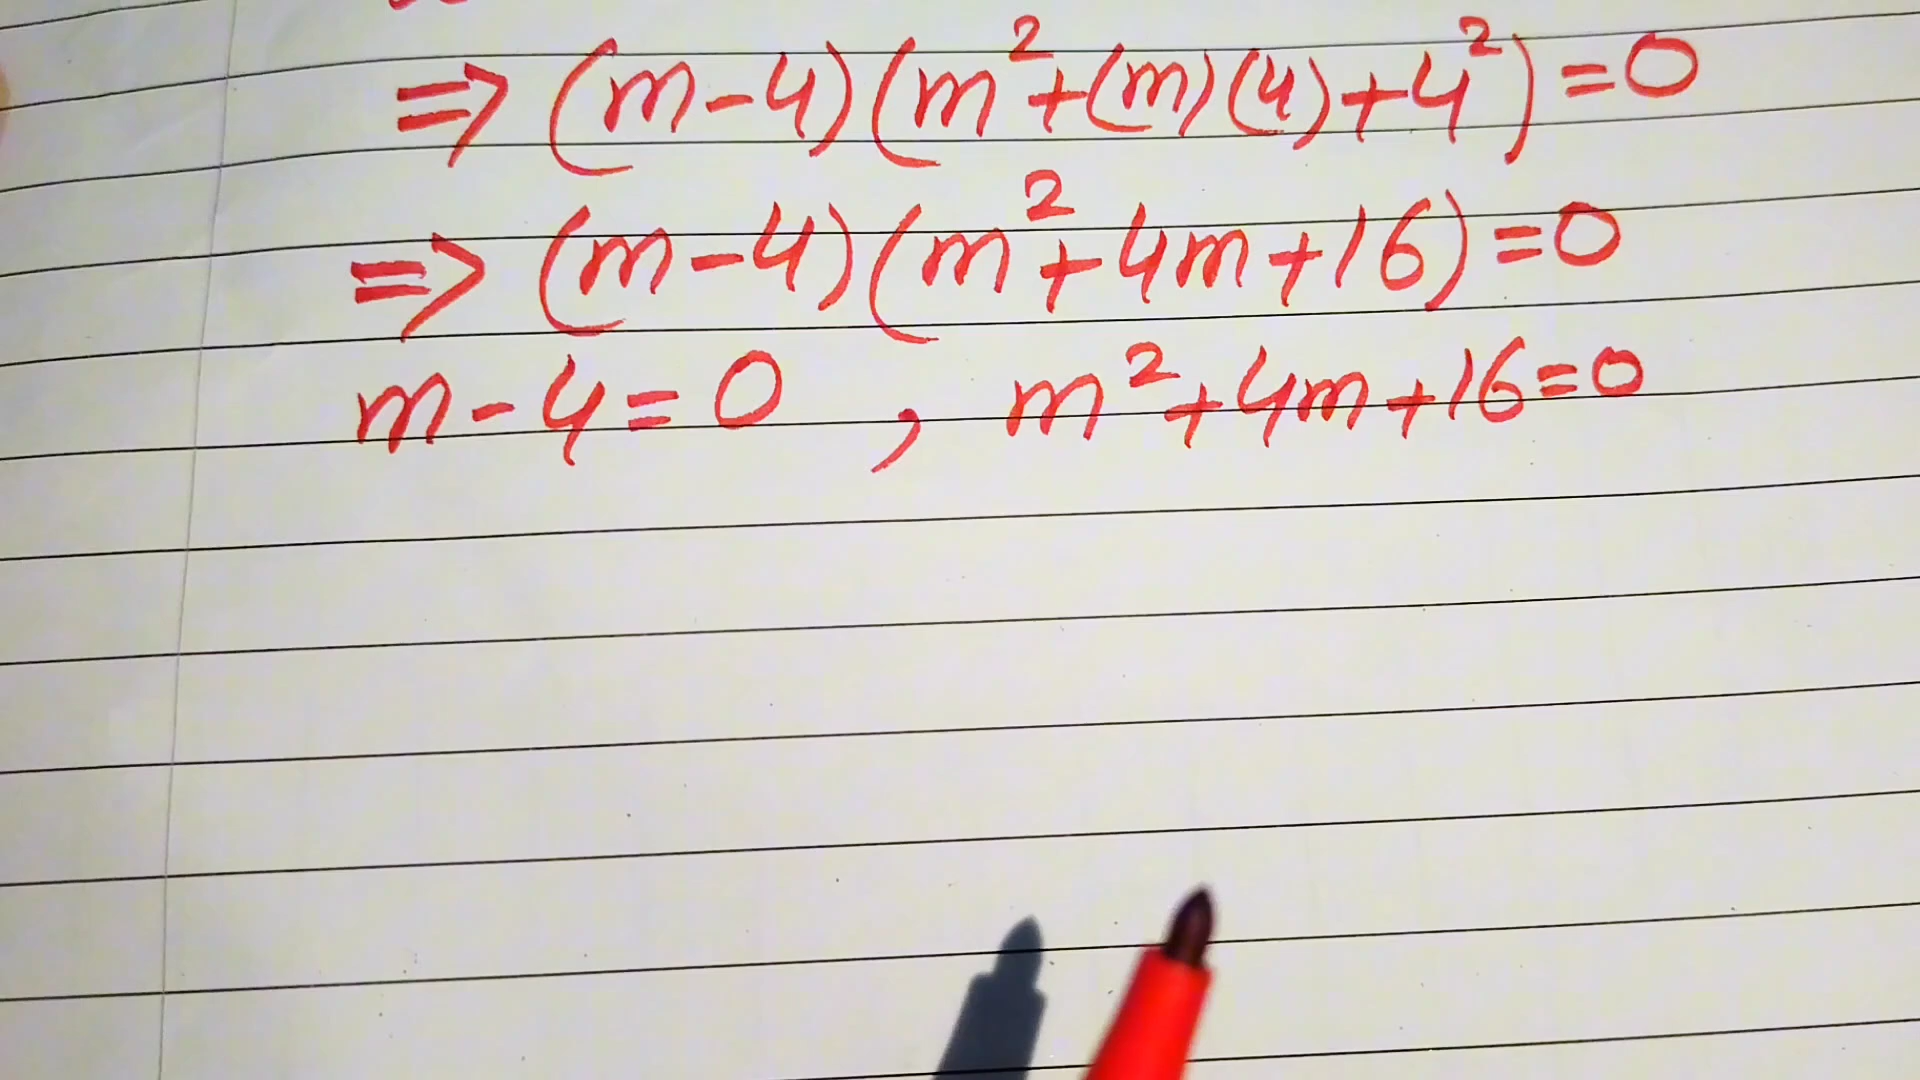 ⇒ (m-4)(m²+(m)(4)+4²)=0
⇒ (m-4)(m²+4m+16)=0
m-4=0 , m²+4m+16=0